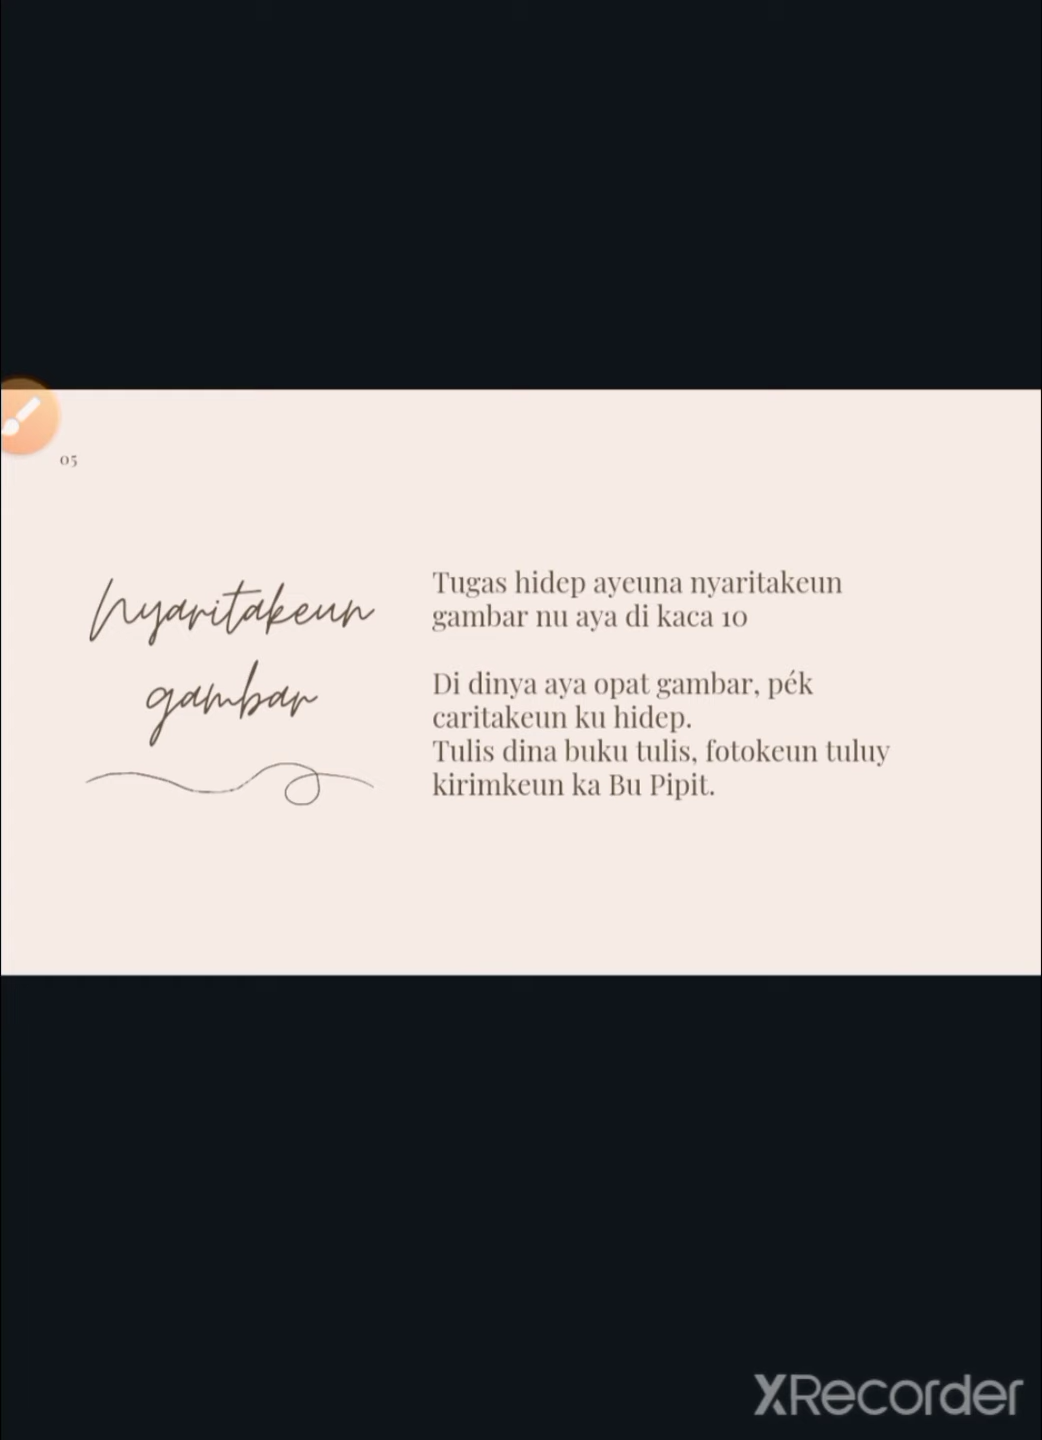 05
Nyaritakeun
gambar
Tugas hidep ayeuna nyaritakeun
gambar nu aya di kaca 10
Di dinya aya opat gambar, pék
caritakeun ku hidep.
Tulis dina buku tulis, fotokeun tuluy
kirimkeun ka Bu Pipit.
XRecorder